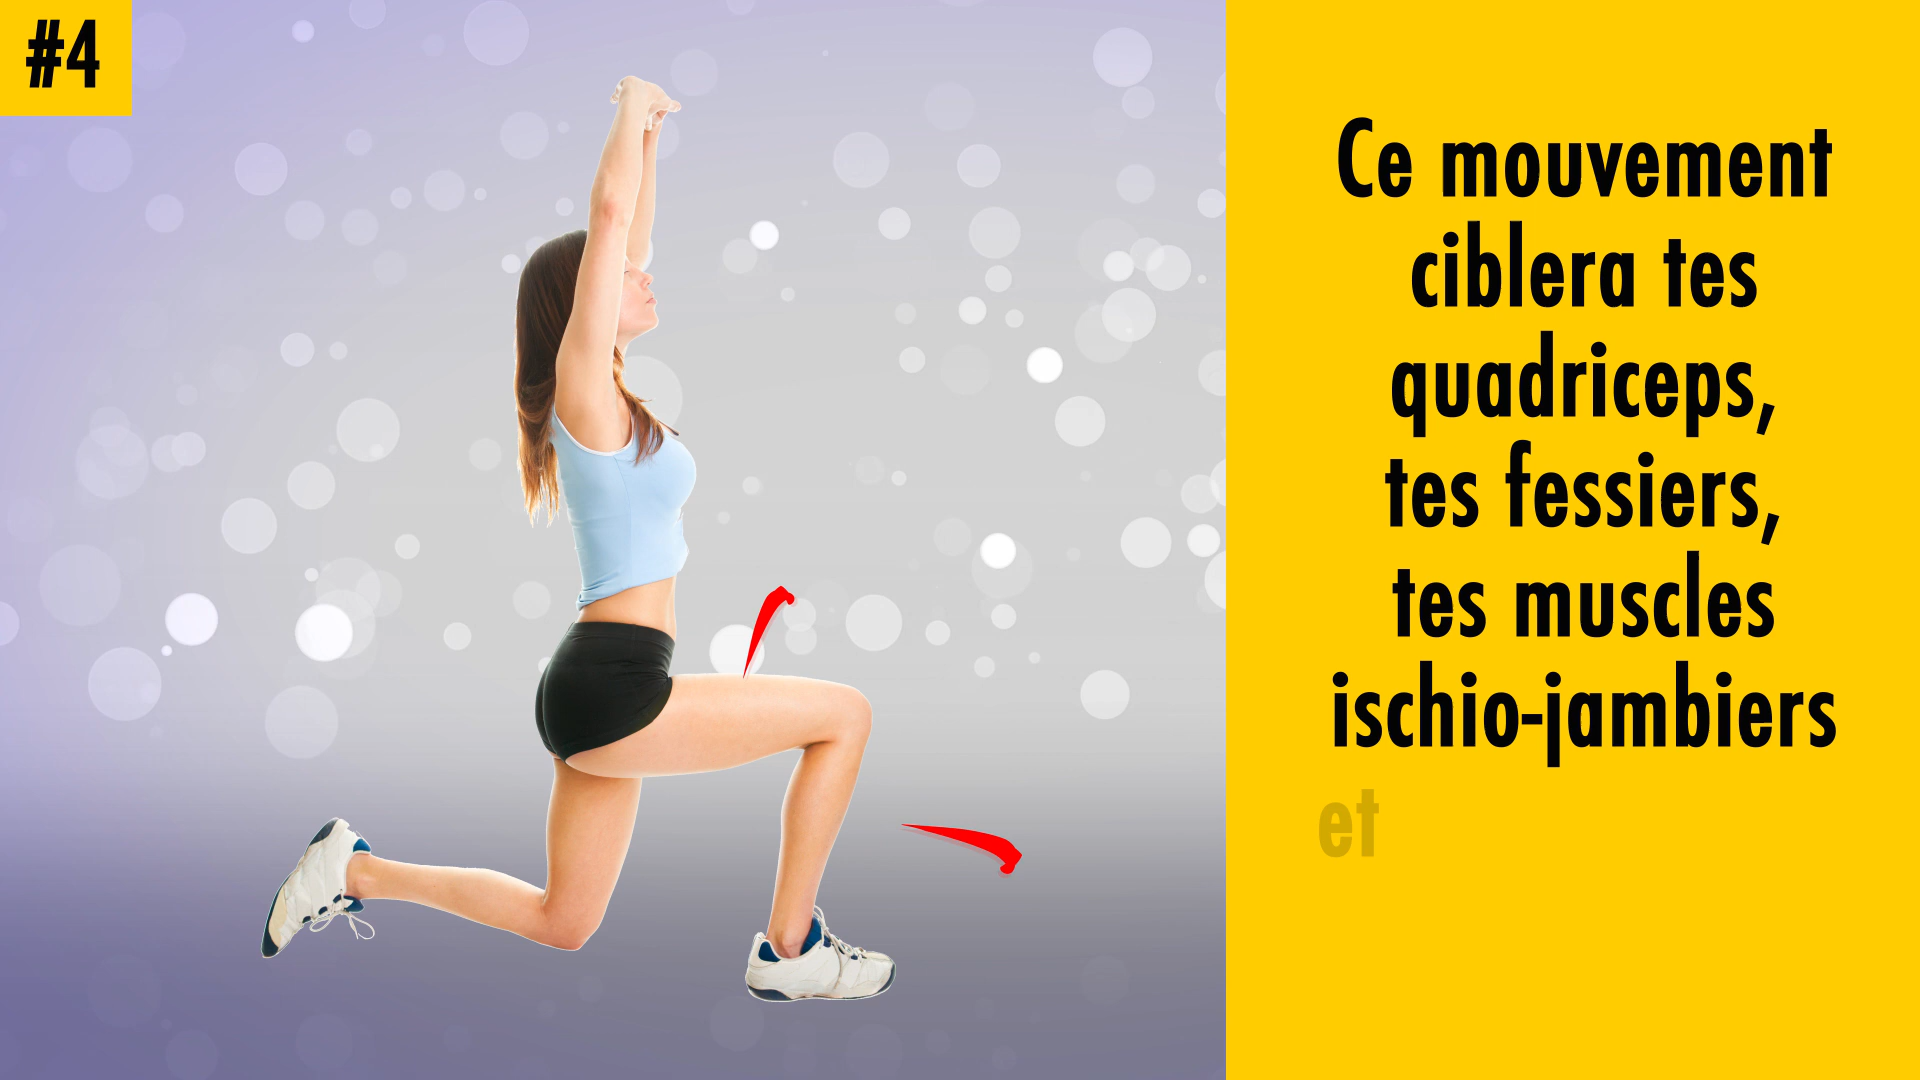 #4
Ce mouvement
ciblera tes
quadriceps,
tes fessiers,
tes muscles
ischio-jambiers
et